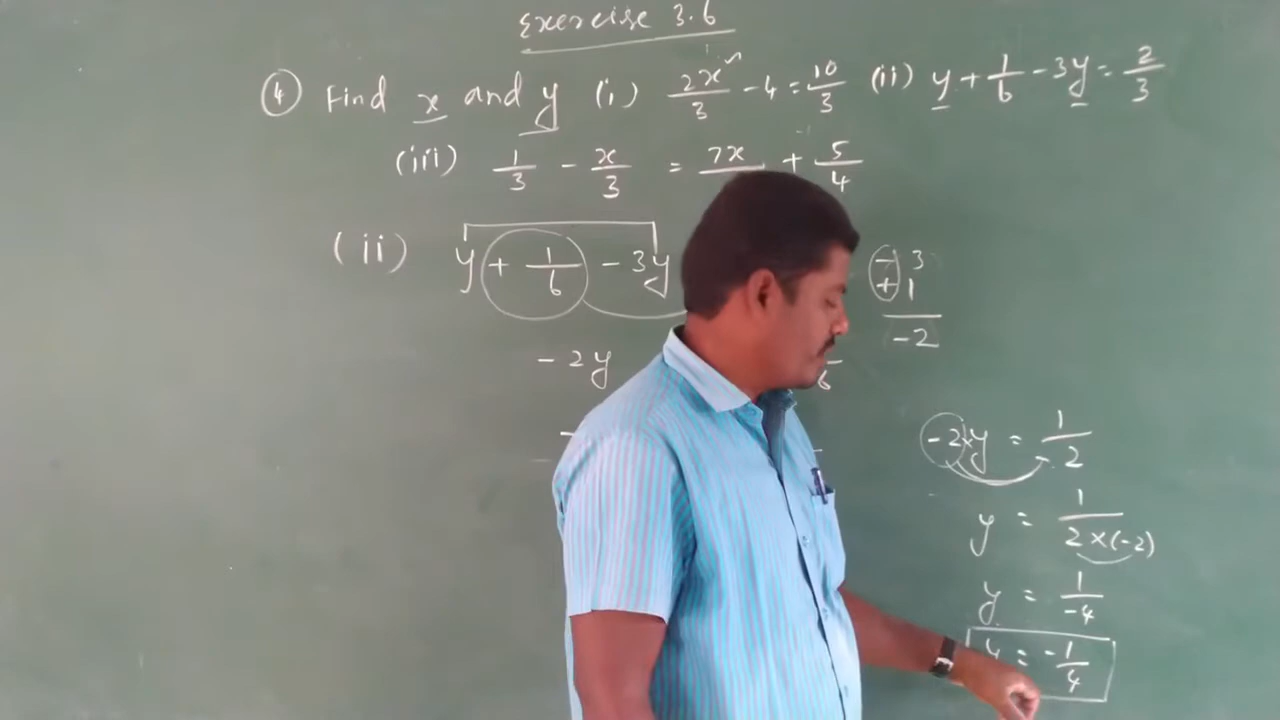 Exercise 3.6
④ Find x and y (i) 2x/3 - 4 = 10/3 (ii) y + 1/6 - 3y = 2/3
(iii) 1/3 - x/3 = 7x + 5/4
(ii) y + 1/6 - 3y
- 3
+ 1
- 2
- 2y
6
-2 × y = 1/2
y = 1/(2 × (-2))
y = 1/-4
y = -1/4